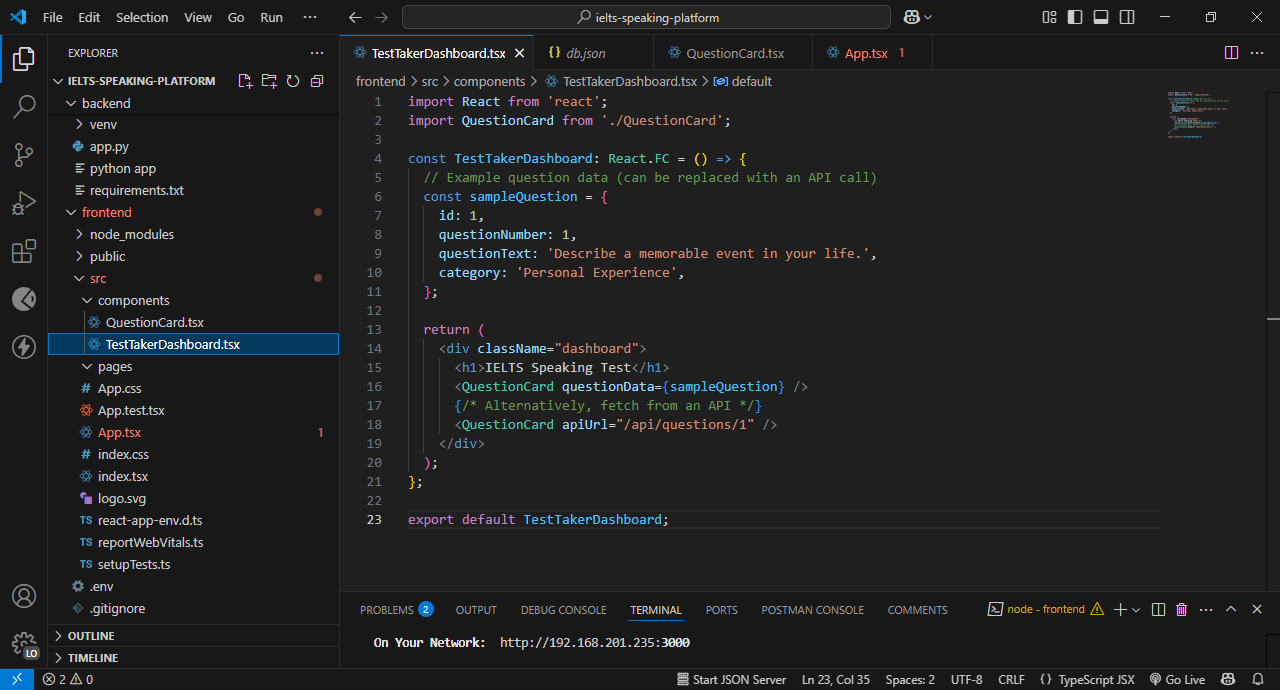 File Edit Selection View Go Run ··· ielts-speaking-platform
EXPLORER ···
IELTS-SPEAKING-PLATFORM
backend
venv
app.py
python app
requirements.txt
frontend
node_modules
public
src
components
QuestionCard.tsx
TestTakerDashboard.tsx
pages
# App.css
App.test.tsx
App.tsx 1
# index.css
index.tsx
logo.svg
TS react-app-env.d.ts
TS reportWebVitals.ts
TS setupTests.ts
.env
.gitignore
OUTLINE
TIMELINE
LO
TestTakerDashboard.tsx {} db.json QuestionCard.tsx App.tsx 1 ···
frontend > src > components > TestTakerDashboard.tsx > default
1 import React from 'react';
2 import QuestionCard from './QuestionCard';
3
4 const TestTakerDashboard: React.FC = () => {
5 // Example question data (can be replaced with an API call)
6 const sampleQuestion = {
7 id: 1,
8 questionNumber: 1,
9 questionText: 'Describe a memorable event in your life.',
10 category: 'Personal Experience',
11 };
12
13 return (
14 <div className="dashboard">
15 <h1>IELTS Speaking Test</h1>
16 <QuestionCard questionData={sampleQuestion} />
17 {/* Alternatively, fetch from an API */}
18 <QuestionCard apiUrl="/api/questions/1" />
19 </div>
20 );
21 };
22
23 export default TestTakerDashboard;
PROBLEMS 2 OUTPUT DEBUG CONSOLE TERMINAL PORTS POSTMAN CONSOLE COMMENTS node - frontend ···
On Your Network: http://192.168.201.235:3000
2 0 Start JSON Server Ln 23, Col 35 Spaces: 2 UTF-8 CRLF {} TypeScript JSX Go Live